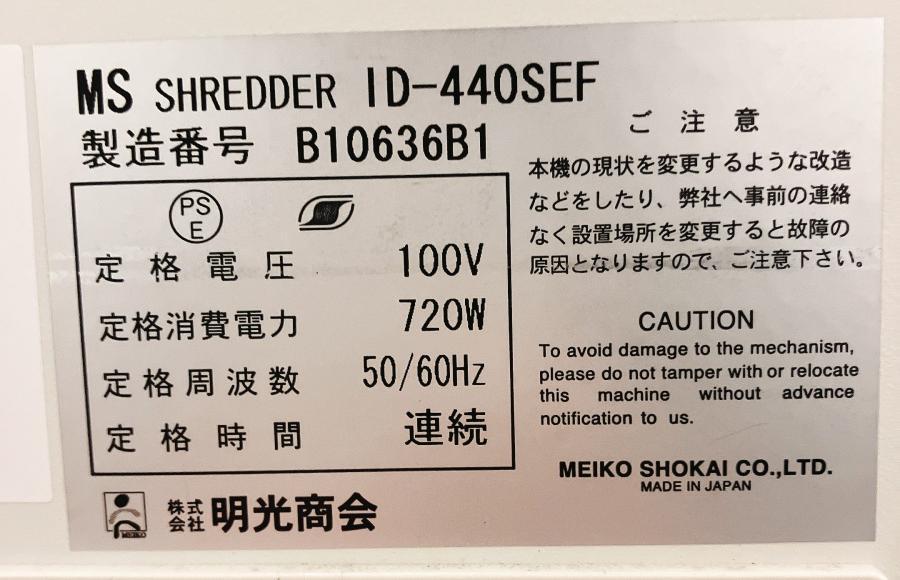 MS SHREDDER ID-440SEF
製造番号 B10636B1
PS
E
定格電圧 100V
定格消費電力 720W
定格周波数 50/60Hz
定格時間 連続
ご注意
本機の現状を変更するような改造
などをしたり、弊社へ事前の連絡
なく設置場所を変更すると故障の
原因となりますので、ご注意下さい。
CAUTION
To avoid damage to the mechanism,
please do not tamper with or relocate
this machine without advance
notification to us.
MEIKO SHOKAI CO.,LTD.
MADE IN JAPAN
MEIKO
株式会社 明光商会